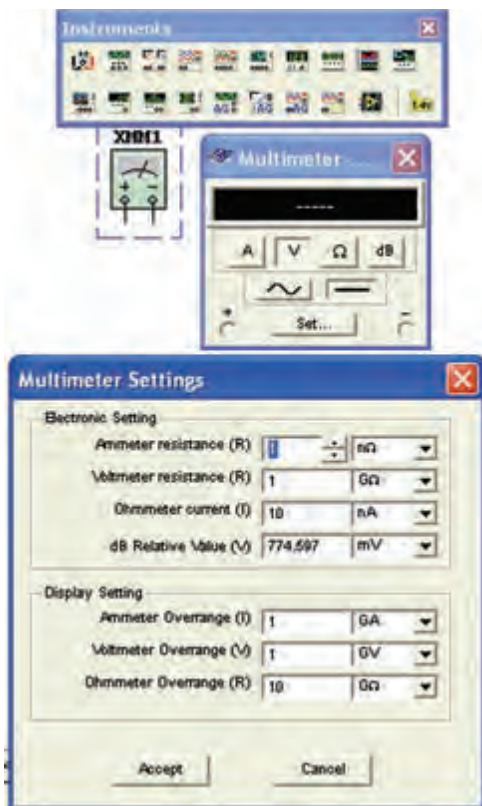 Instruments
XMM1
Multimeter-...
-----
A V Ω dB
+ -
Set...
Multimeter Settings
Electronic Setting
Ammeter resistance (R) 1 nΩ
Voltmeter resistance (R) 1 GΩ
Ohmmeter current (I) 10 nA
dB Relative Value (V) 774.597 mV
Display Setting
Ammeter Overrange (I) 1 GA
Voltmeter Overrange (V) 1 GV
Ohmmeter Overrange (R) 10 GΩ
Accept Cancel